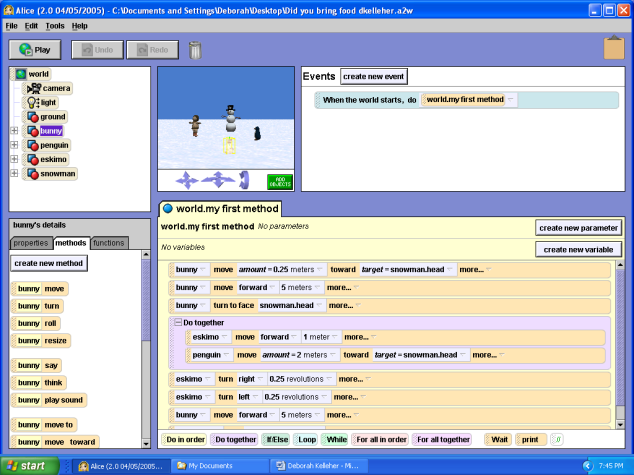 Alice (2.0 04/05/2005) - C:\Documents and Settings\Deborah\Desktop\Did you bring food dkelleher.a2w
File Edit Tools Help
Play Undo Redo
world
camera
light
ground
bunny
penguin
eskimo
snowman
ADD OBJECTS
Events create new event
When the world starts, do world.my first method
bunny's details
properties methods functions
create new method
bunny move
bunny turn
bunny roll
bunny resize
bunny say
bunny think
bunny play sound
bunny move to
bunny move toward
world.my first method
world.my first method No parameters create new parameter
No variables create new variable
bunny move amount = 0.25 meters toward target = snowman.head more...
bunny move forward 5 meters more...
bunny turn to face snowman.head more...
Do together
eskimo move forward 1 meter more...
penguin move amount = 2 meters toward target = snowman.head more...
eskimo turn right 0.25 revolutions more...
eskimo turn left 0.25 revolutions more...
bunny move forward 5 meters more...
Do in order Do together If/Else Loop While For all in order For all together Wait print //
start Alice (2.0 04/05/2005... My Documents Deborah Kelleher - Mi... 7:45 PM